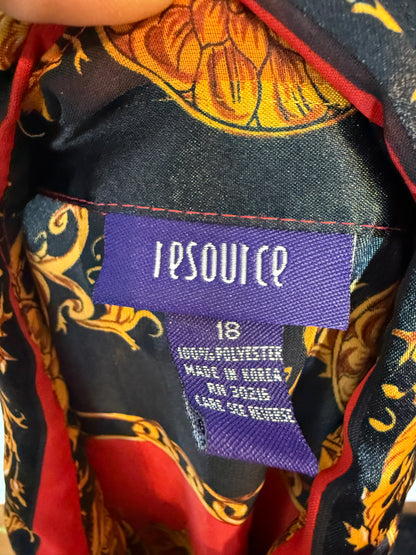 resource
18
100% POLYESTER
MADE IN KOREA
RN 30216
CARE SEE REVERSE